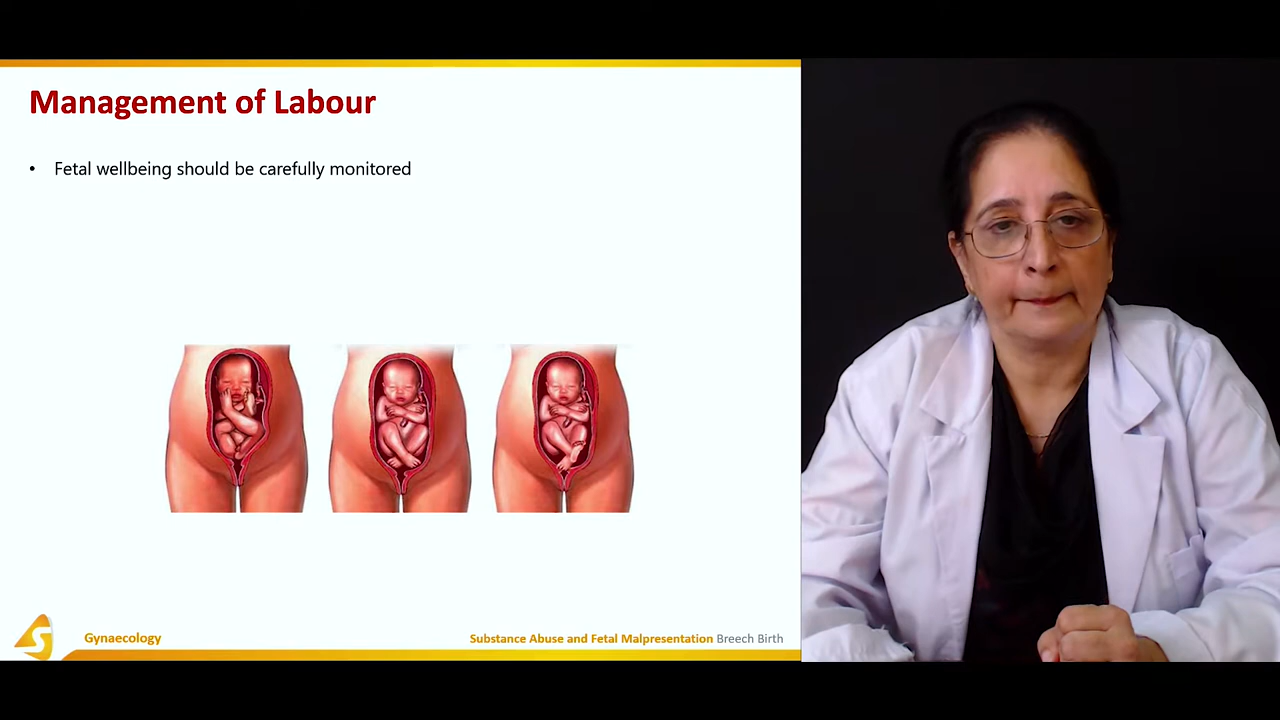 Management of Labour
• Fetal wellbeing should be carefully monitored
Gynaecology
Substance Abuse and Fetal Malpresentation Breech Birth